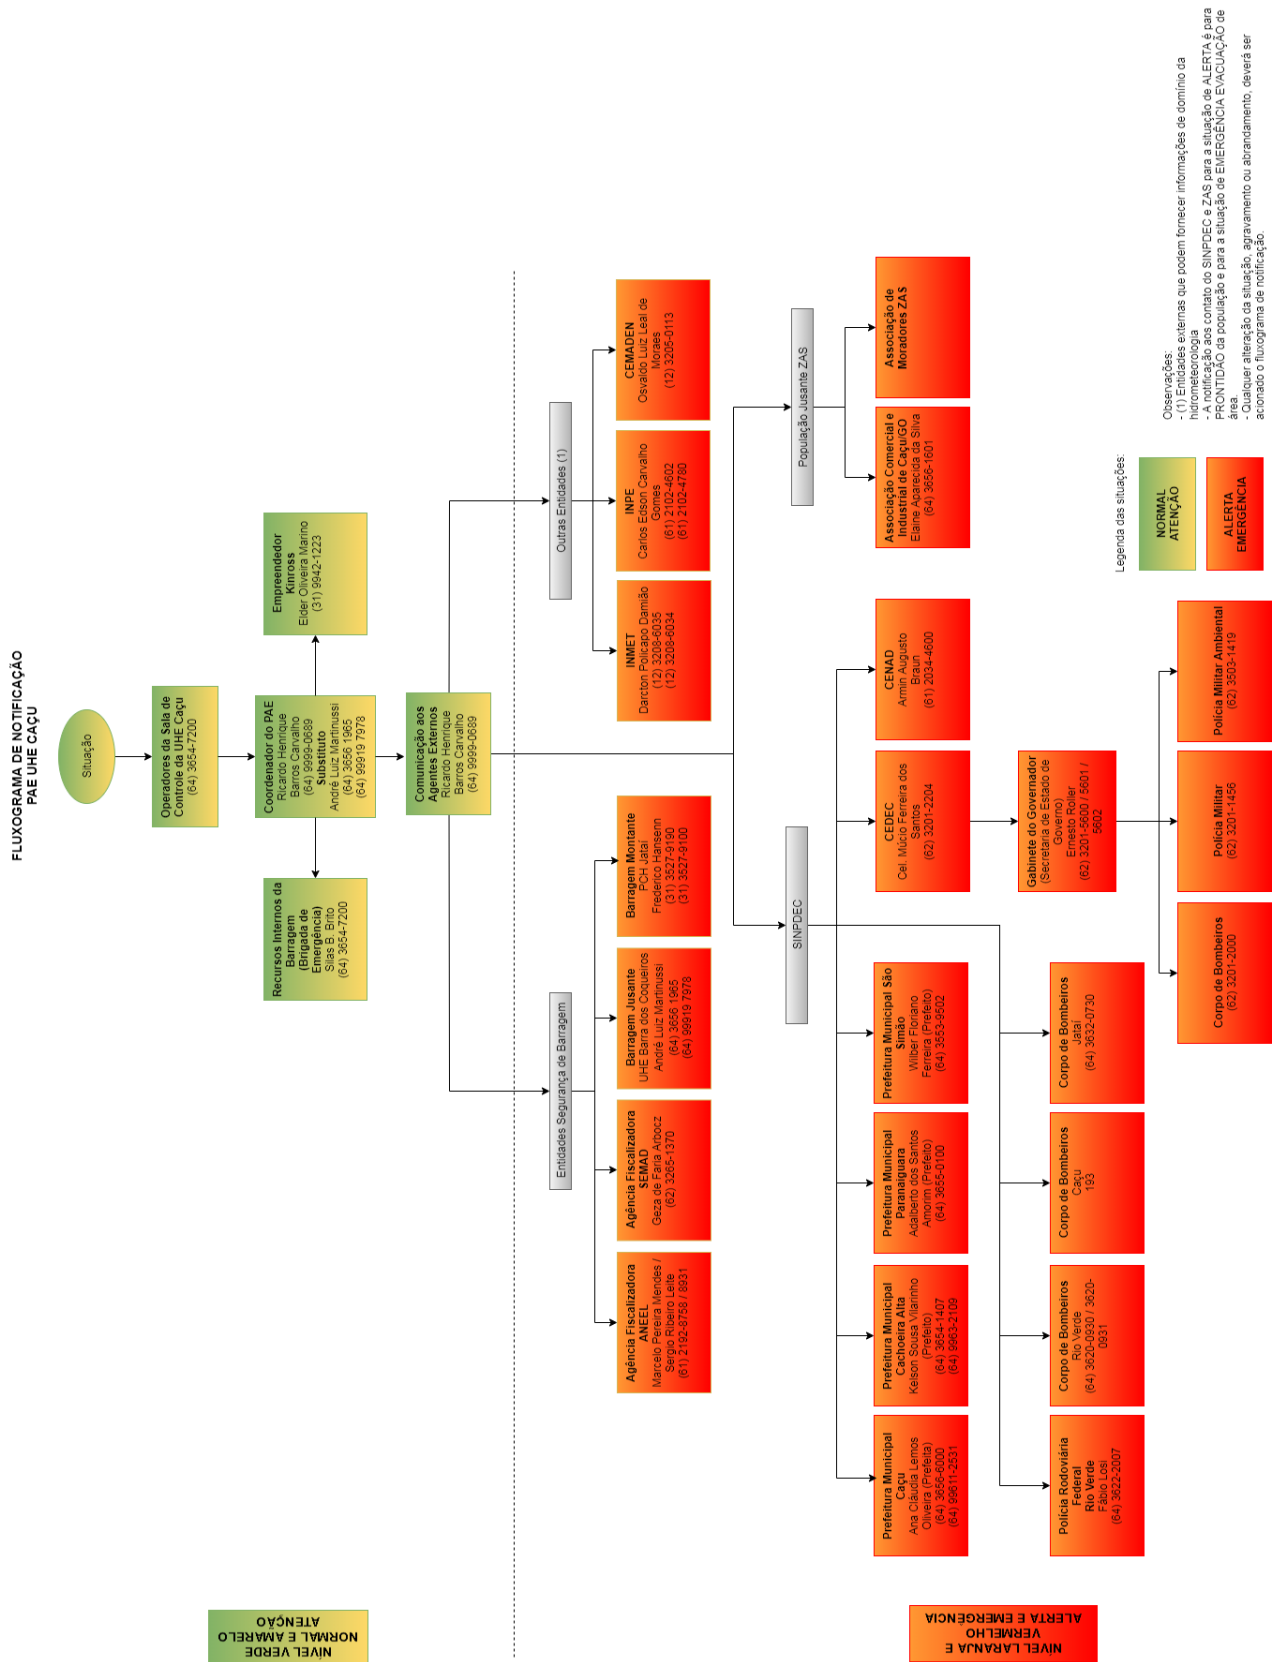 FLUXOGRAMA DE NOTIFICAÇÃO
PAE UHE CAÇU
Situação
Operadores da Sala de
Controle da UHE Caçu
(64) 3654-7200
Recursos Internos da
Barragem
(Brigada de
Emergência)
Silas B. Brito
(64) 3654-7200
Coordenador do PAE
Ricardo Henrique
Barros Carvalho
(64) 9999-0689
Substituto
André Luiz Martinussi
(64) 3656 1965
(64) 99919 7978
Empreendedor
Kinross
Elder Oliveira Marino
(31) 9942-1223
Comunicação aos
Agentes Externos
Ricardo Henrique
Barros Carvalho
(64) 9999-0689
NÍVEL VERDE
NORMAL E AMARELO
ATENÇÃO
Entidades Segurança de Barragem
Outras Entidades (1)
Agência Fiscalizadora
ANEEL
Marcelo Pereira Mendes /
Sergio Ribeiro Leite
(61) 2192-8758 / 8931
Agência Fiscalizadora
SEMAD
Geza de Faria Arbocz
(62) 3265-1370
Barragem Jusante
UHE Barra dos Coqueiros
André Luiz Martinussi
(64) 3656 1965
(64) 99919 7978
Barragem Montante
PCH Jataí
Frederico Hansenn
(31) 3527-9190
(31) 3527-9100
INMET
Darcton Policapo Damião
(12) 3208-6035
(12) 3208-6034
INPE
Carlos Edson Carvalho
Gomes
(61) 2102-4602
(61) 2102-4780
CEMADEN
Osvaldo Luiz Leal de
Moraes
(12) 3205-0113
SINPDEC
População Jusante ZAS
Prefeitura Municipal
Caçu
Ana Cláudia Lemos
Oliveira (Prefeita)
(64) 3656-6000
(64) 99611-2531
Prefeitura Municipal
Cachoeira Alta
Kelson Sousa Vilarinho
(Prefeito)
(64) 3654-1407
(64) 9963-2109
Prefeitura Municipal
Paranaiguara
Adalberto dos Santos
Amorim (Prefeito)
(64) 3655-0100
Prefeitura Municipal São
Simão
Wilber Floriano
Ferreira (Prefeito)
(64) 3553-9502
CEDEC
Cel. Múcio Ferreira dos
Santos
(62) 3201-2204
CENAD
Armin Augusto
Braun
(61) 2034-4600
Associação Comercial e
Industrial de Caçu/GO
Elaine Aparecida da Silva
(64) 3656-1601
Associação de
Moradores ZAS
Polícia Rodoviária
Federal
Rio Verde
Fábio Losi
(64) 3622-2007
Corpo de Bombeiros
Rio Verde
(64) 3620-0930 / 3620-
0931
Corpo de Bombeiros
Caçu
193
Corpo de Bombeiros
Jataí
(64) 3632-0730
Gabinete do Governador
(Secretaria de Estado de
Governo)
Ernesto Roller
(62) 3201-5600 / 5601 /
5602
Corpo de Bombeiros
(62) 3201-2000
Polícia Militar
(62) 3201-1456
Polícia Militar Ambiental
(62) 3503-1419
NÍVEL LARANJA E
VERMELHO
ALERTA E EMERGÊNCIA
Legenda das situações:
NORMAL
ATENÇÃO
ALERTA
EMERGÊNCIA
Observações:
- (1) Entidades externas que podem fornecer informações de domínio da
hidrometeorologia
- A notificação aos contato do SINPDEC e ZAS para a situação de ALERTA é para
PRONTIDÃO da população e para a situação de EMERGÊNCIA EVACUAÇÃO de
área.
- Qualquer alteração da situação, agravamento ou abrandamento, deverá ser
acionado o fluxograma de notificação.